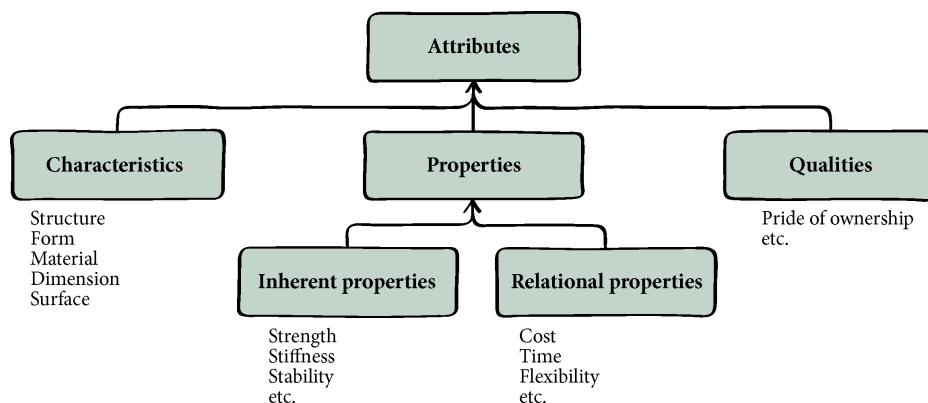 Attributes
Characteristics
Properties
Qualities
Structure
Form
Material
Dimension
Surface
Pride of ownership
etc.
Inherent properties
Relational properties
Strength
Stiffness
Stability
etc.
Cost
Time
Flexibility
etc.